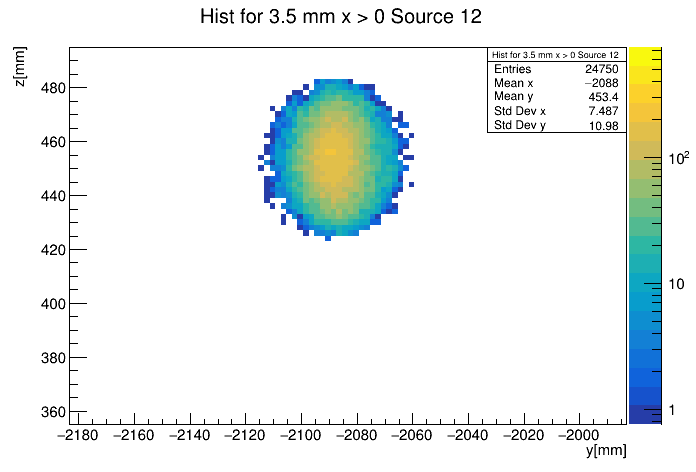 Hist for 3.5 mm x > 0 Source 12
z[mm]
Hist for 3.5 mm x > 0 Source 12
Entries 24750
Mean x −2088
Mean y 453.4
Std Dev x 7.487
Std Dev y 10.98
480
460
440
420
400
380
360
10²
10
1
−2180 −2160 −2140 −2120 −2100 −2080 −2060 −2040 −2020 −2000
y[mm]